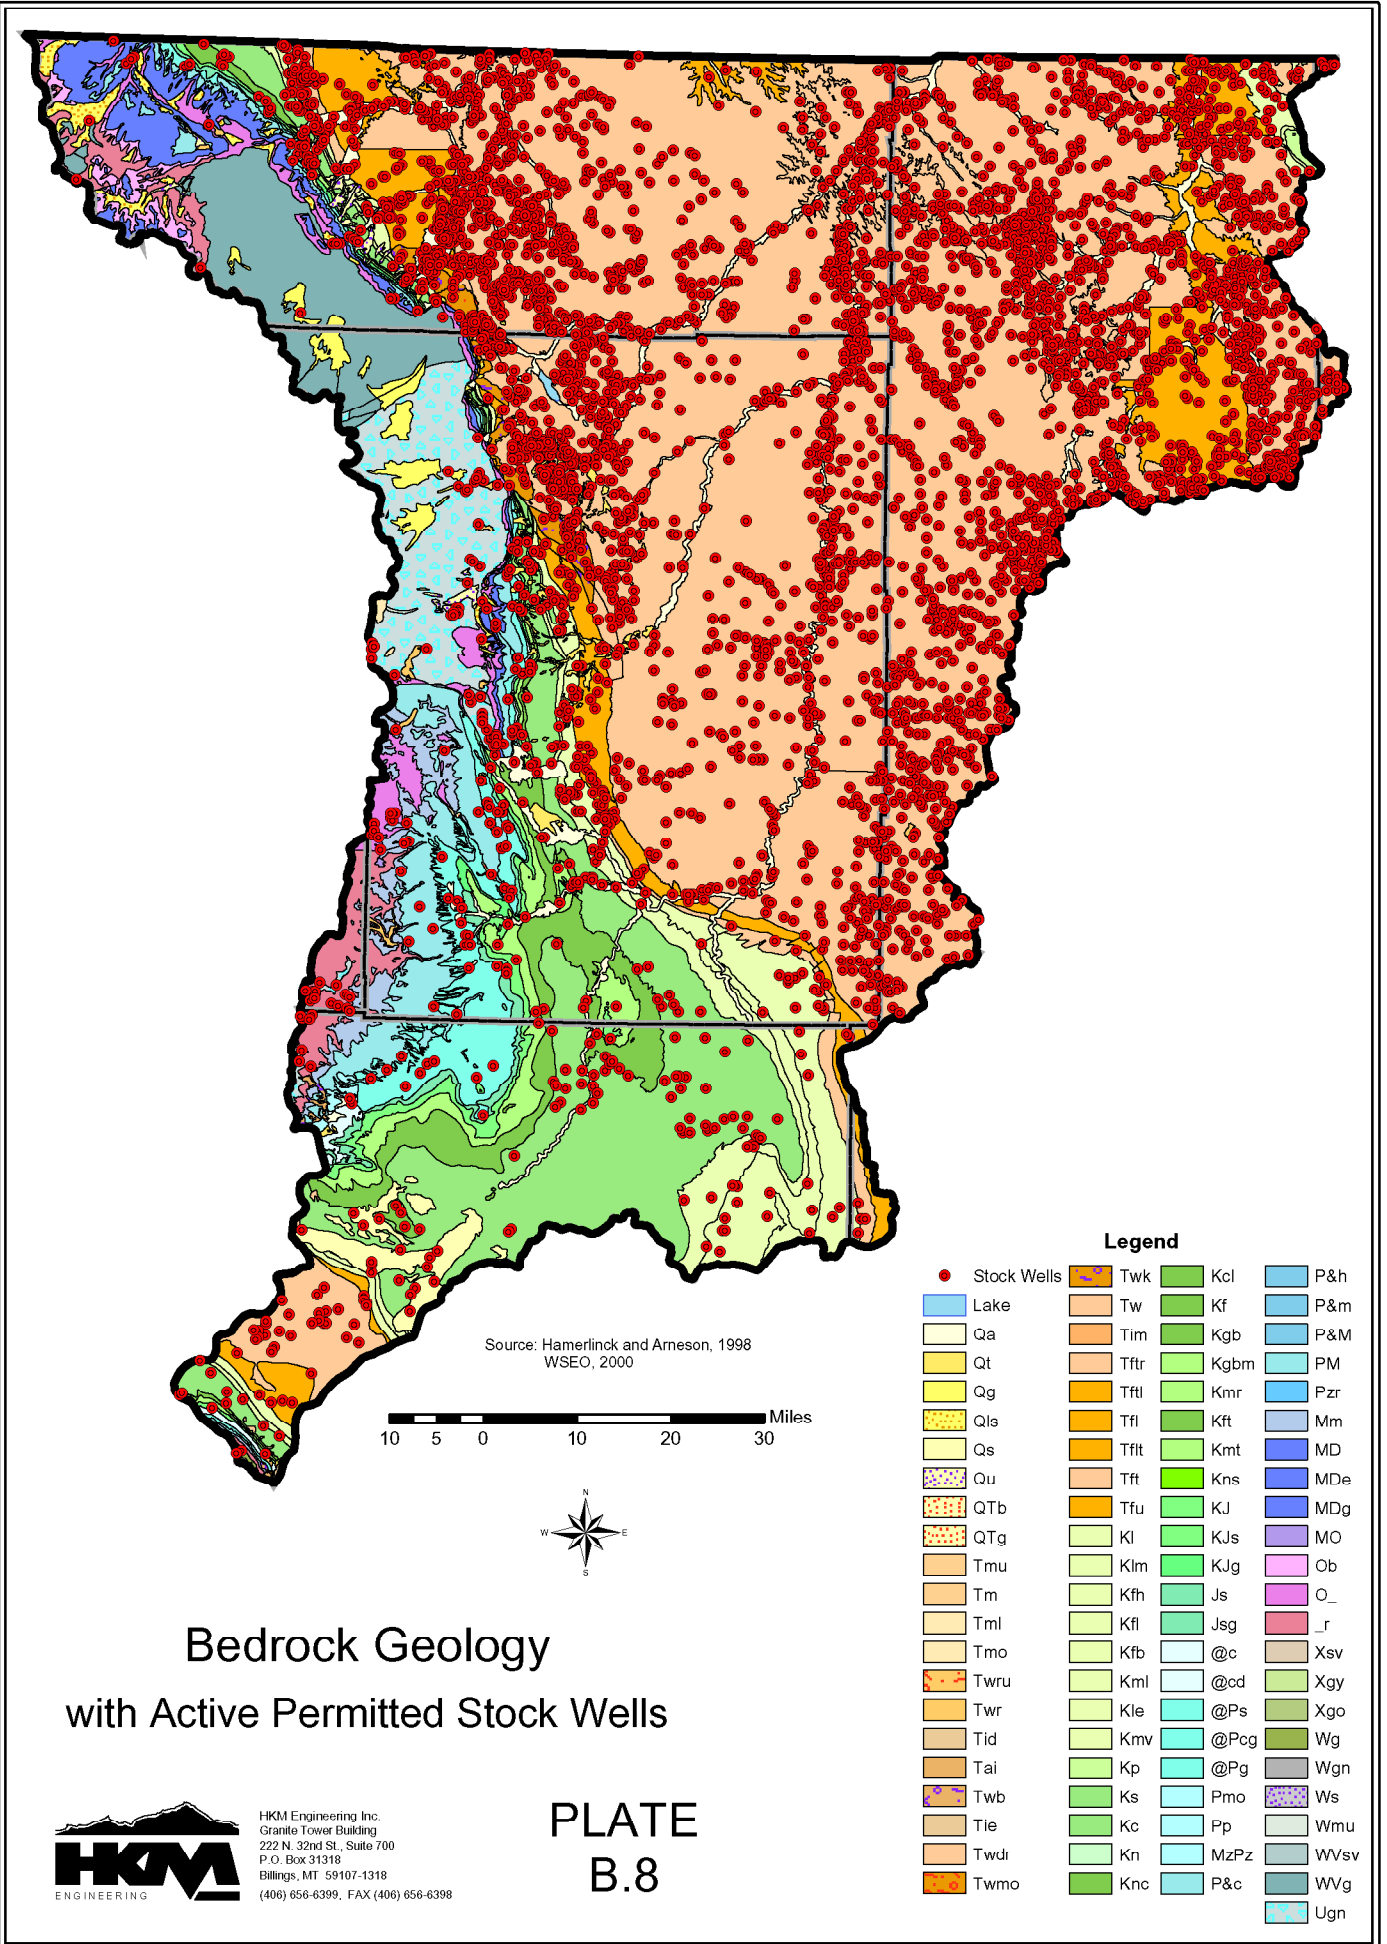 Legend
Stock Wells
Lake
Qa
Qt
Qg
Qls
Qs
Qu
QTb
QTg
Tmu
Tm
Tml
Tmo
Twru
Twr
Tid
Tai
Twb
Tie
Twdr
Twmo
Twk
Tw
Tim
Tftr
Tftl
Tfl
Tflt
Tft
Tfu
Kl
Klm
Kfh
Kfl
Kfb
Kml
Kle
Kmv
Kp
Ks
Kc
Kn
Knc
Kcl
Kf
Kgb
Kgbm
Kmr
Kft
Kmt
Kns
KJ
KJs
KJg
Js
Jsg
@c
@cd
@Ps
@Pcg
@Pg
Pmo
Pp
MzPz
P&c
P&h
P&m
P&M
PM
Pzr
Mm
MD
MDe
MDg
MO
Ob
O_
_r
Xsv
Xgy
Xgo
Wg
Wgn
Ws
Wmu
WVsv
WVg
Ugn
Source: Hamerlinck and Arneson, 1998
WSEO, 2000
Miles
10 5 0 10 20 30
N
W E
S
Bedrock Geology
with Active Permitted Stock Wells
PLATE
B.8
HKM
ENGINEERING
HKM Engineering Inc.
Granite Tower Building
222 N. 32nd St., Suite 700
P.O. Box 31318
Billings, MT 59107-1318
(406) 656-6399, FAX (406) 656-6398